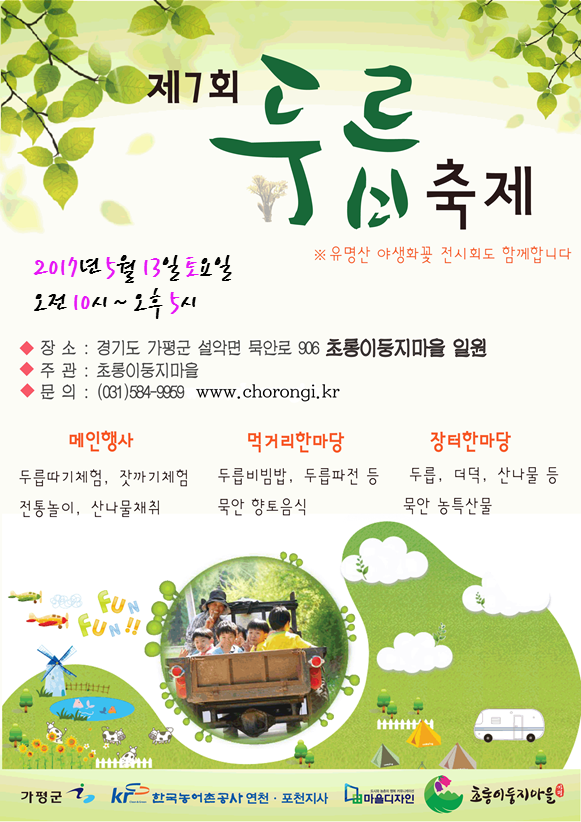 제7회
두릅
축제
※유명산 야생화꽃 전시회도 함께합니다
2017년 5월 13일 토요일
오전 10시 ~ 오후 5시
◆ 장 소 : 경기도 가평군 설악면 묵안로 906 초롱이둥지마을 일원
◆ 주 관 : 초롱이둥지마을
◆ 문 의 : (031)584-9959 www.chorongi.kr
메인행사
두릅따기체험, 잣까기체험
전통놀이, 산나물채취
먹거리한마당
두릅비빔밥, 두릅파전 등
묵안 향토음식
장터한마당
두릅, 더덕, 산나물 등
묵안 농특산물
FUN
FUN!!
가평군 한국농어촌공사 연천·포천지사 마을디자인 초롱이둥지마을